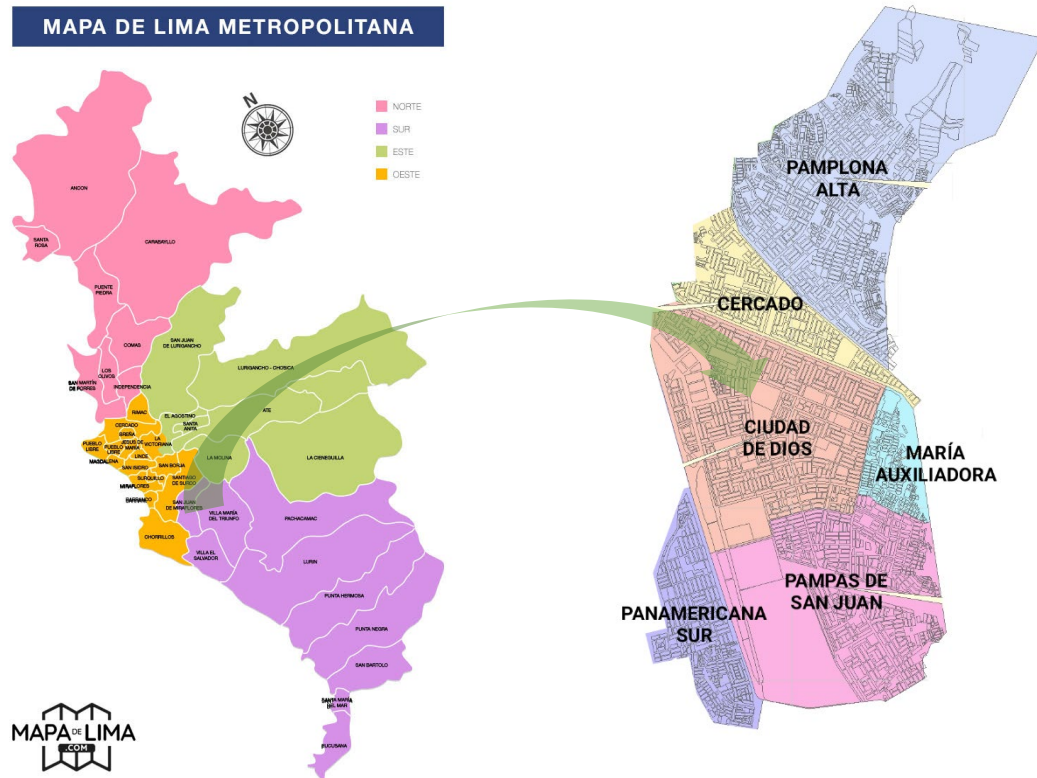 MAPA DE LIMA METROPOLITANA
N
NORTE
SUR
ESTE
OESTE
ANCON
SANTA
ROSA
CARABAYLLO
PUENTE
PIEDRA
COMAS
SAN JUAN
DE LURIGANCHO
LURIGANCHO - CHOSICA
LOS
OLIVOS
SAN MARTÍN
DE PORRES
INDEPENDENCIA
RIMAC
EL AGOSTINO
ATE
SANTA
ANITA
CERCADO
BREÑA
JESUS DE
MARÍA
LA
VICTORIANA
PUEBLO
LIBRE
PUEBLO
LIBRE
LINCE
MAGDALENA
SAN ISIDRO
SAN BORJA
LA MOLINA
LA CIENEGUILLA
SURQUILLO
SANTIAGO
DE SURCO
MIRAFLORES
BARRANCO
SAN JUAN
DE MIRAFLORES
VILLA MARÍA
DEL TRIUNFO
PACHACAMAC
CHORRILLOS
VILLA EL
SALVADOR
LURIN
PUNTA HERMOSA
PUNTA NEGRA
SAN BARTOLO
SANTA MARÍA
DEL MAR
PUCUSANA
MAPA DE LIMA
.COM
PAMPLONA
ALTA
CERCADO
CIUDAD
DE DIOS
MARÍA
AUXILIADORA
PAMPAS DE
SAN JUAN
PANAMERICANA
SUR